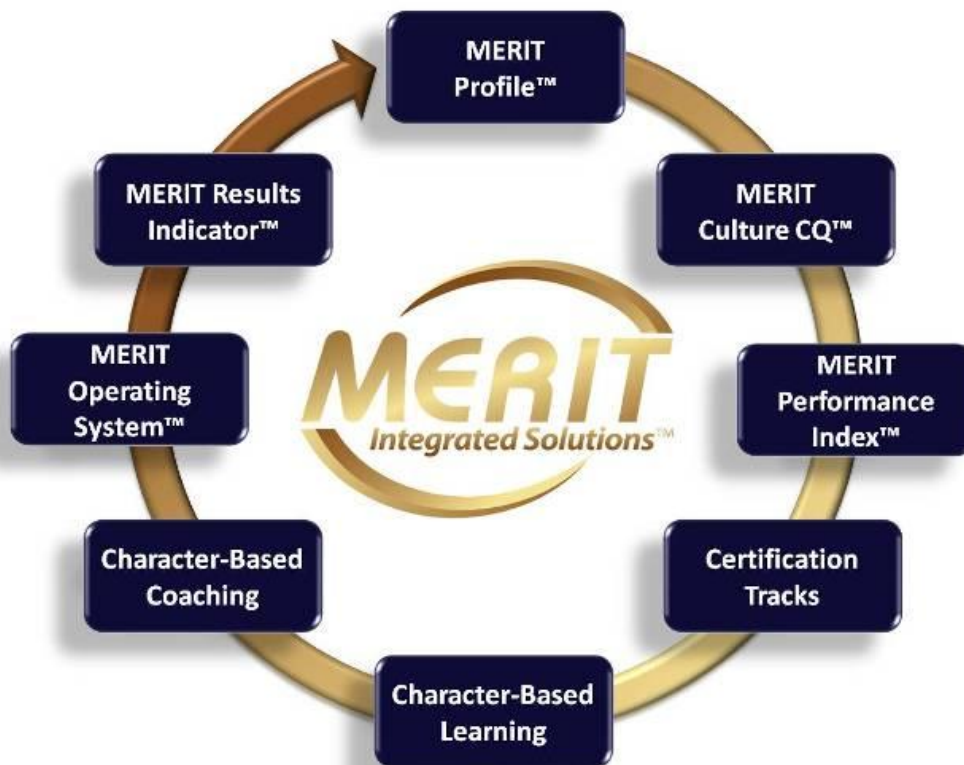 MERIT
Profile™
MERIT
Culture CQ™
MERIT
Performance
Index™
Certification
Tracks
Character-Based
Learning
Character-Based
Coaching
MERIT
Operating
System™
MERIT Results
Indicator™
MERIT
Integrated Solutions™